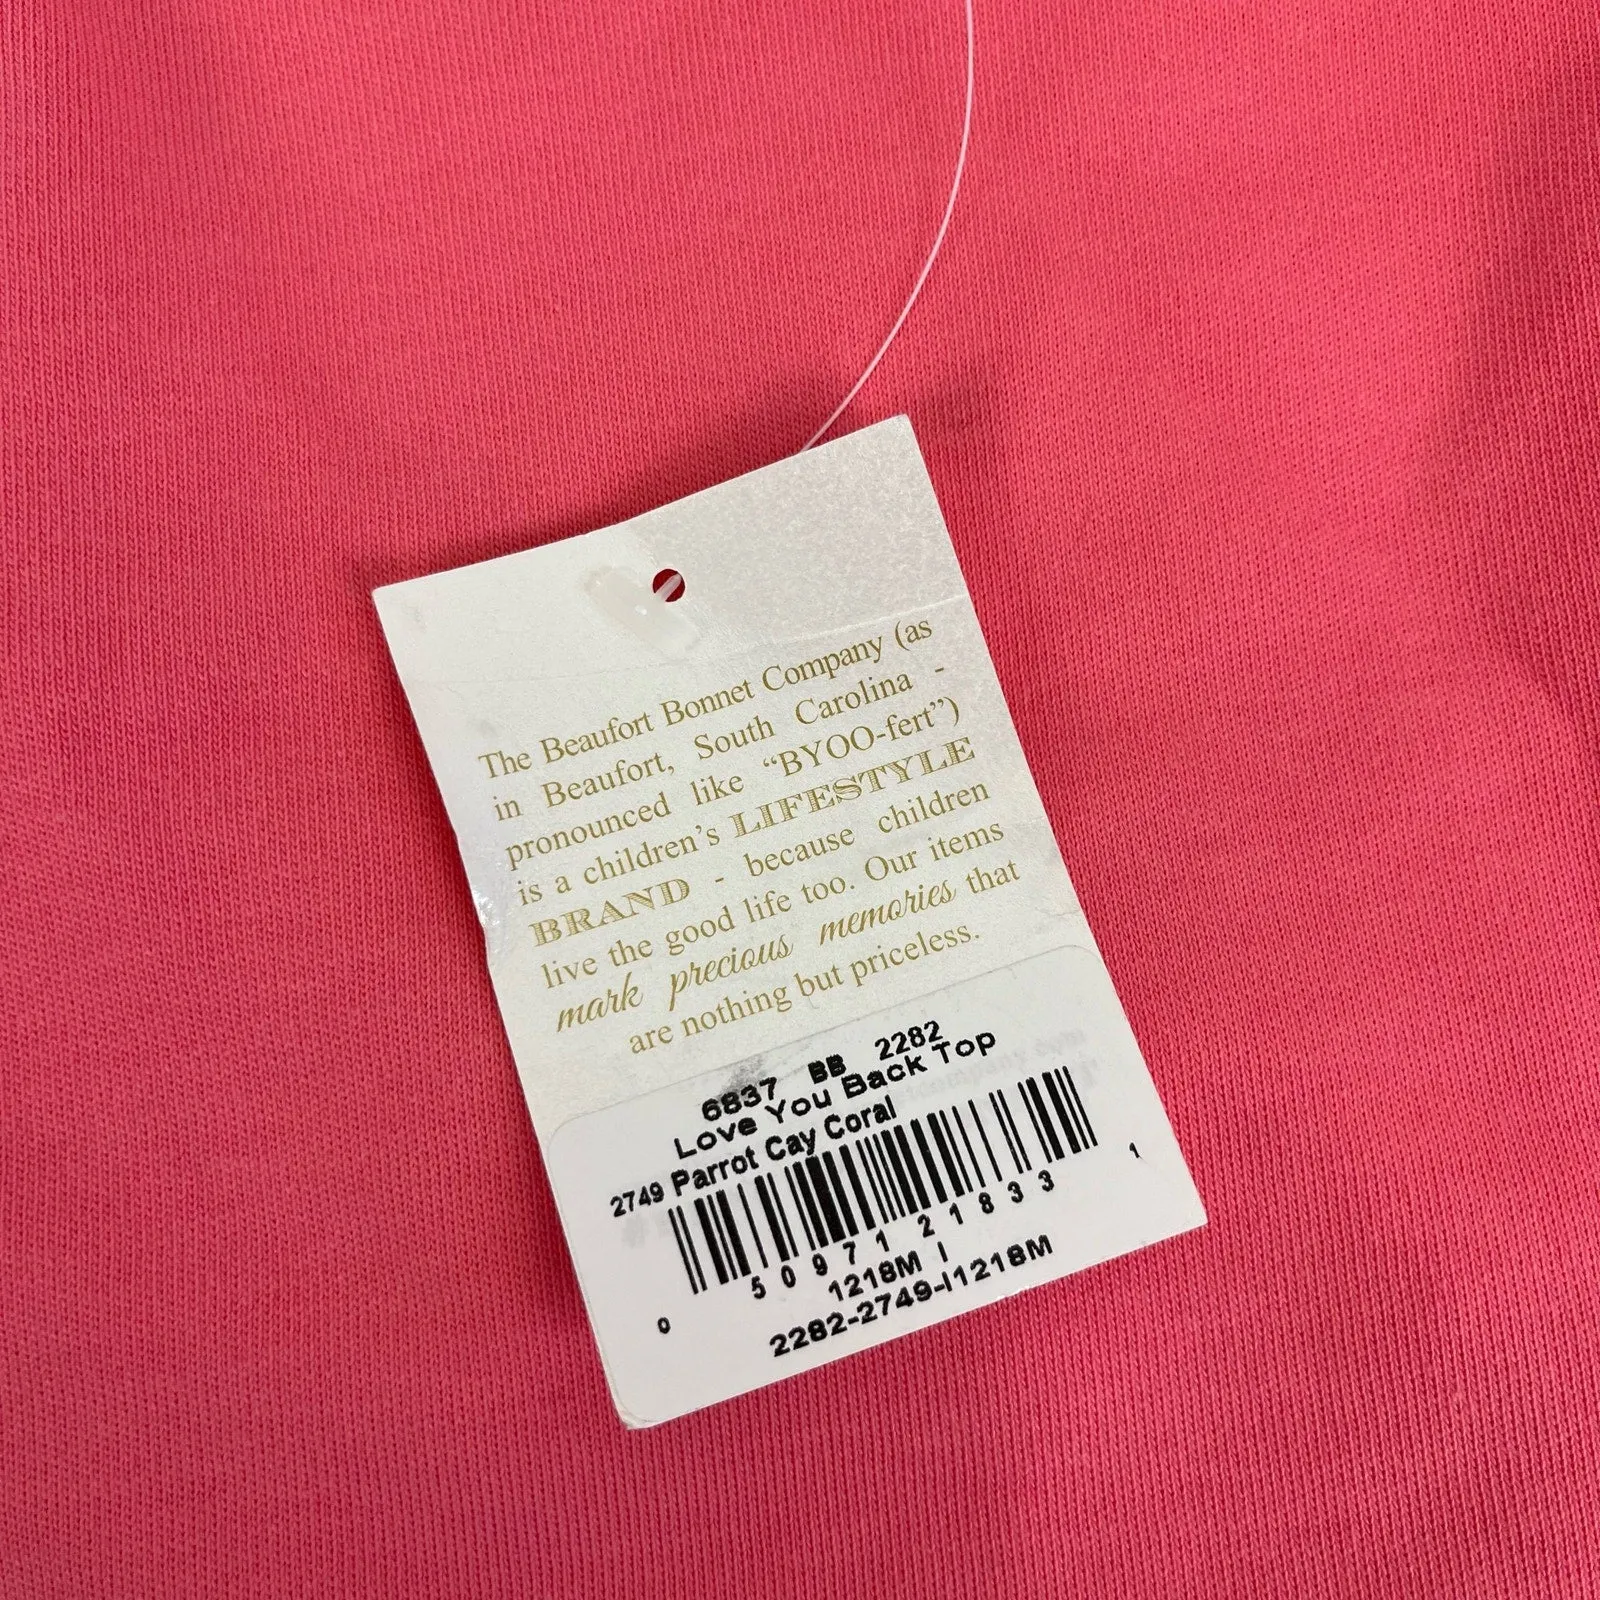 The Beaufort Bonnet Company (as
in Beaufort, South Carolina -
pronounced like “BYOO-fert”)
is a children’s LIFESTYLE
BRAND - because children
live the good life too. Our items
mark precious memories that
are nothing but priceless.
6837 BB 2282
Love You Back Top
2749 Parrot Cay Coral
0 50971 21833 1
1218M I
2282-2749-I1218M